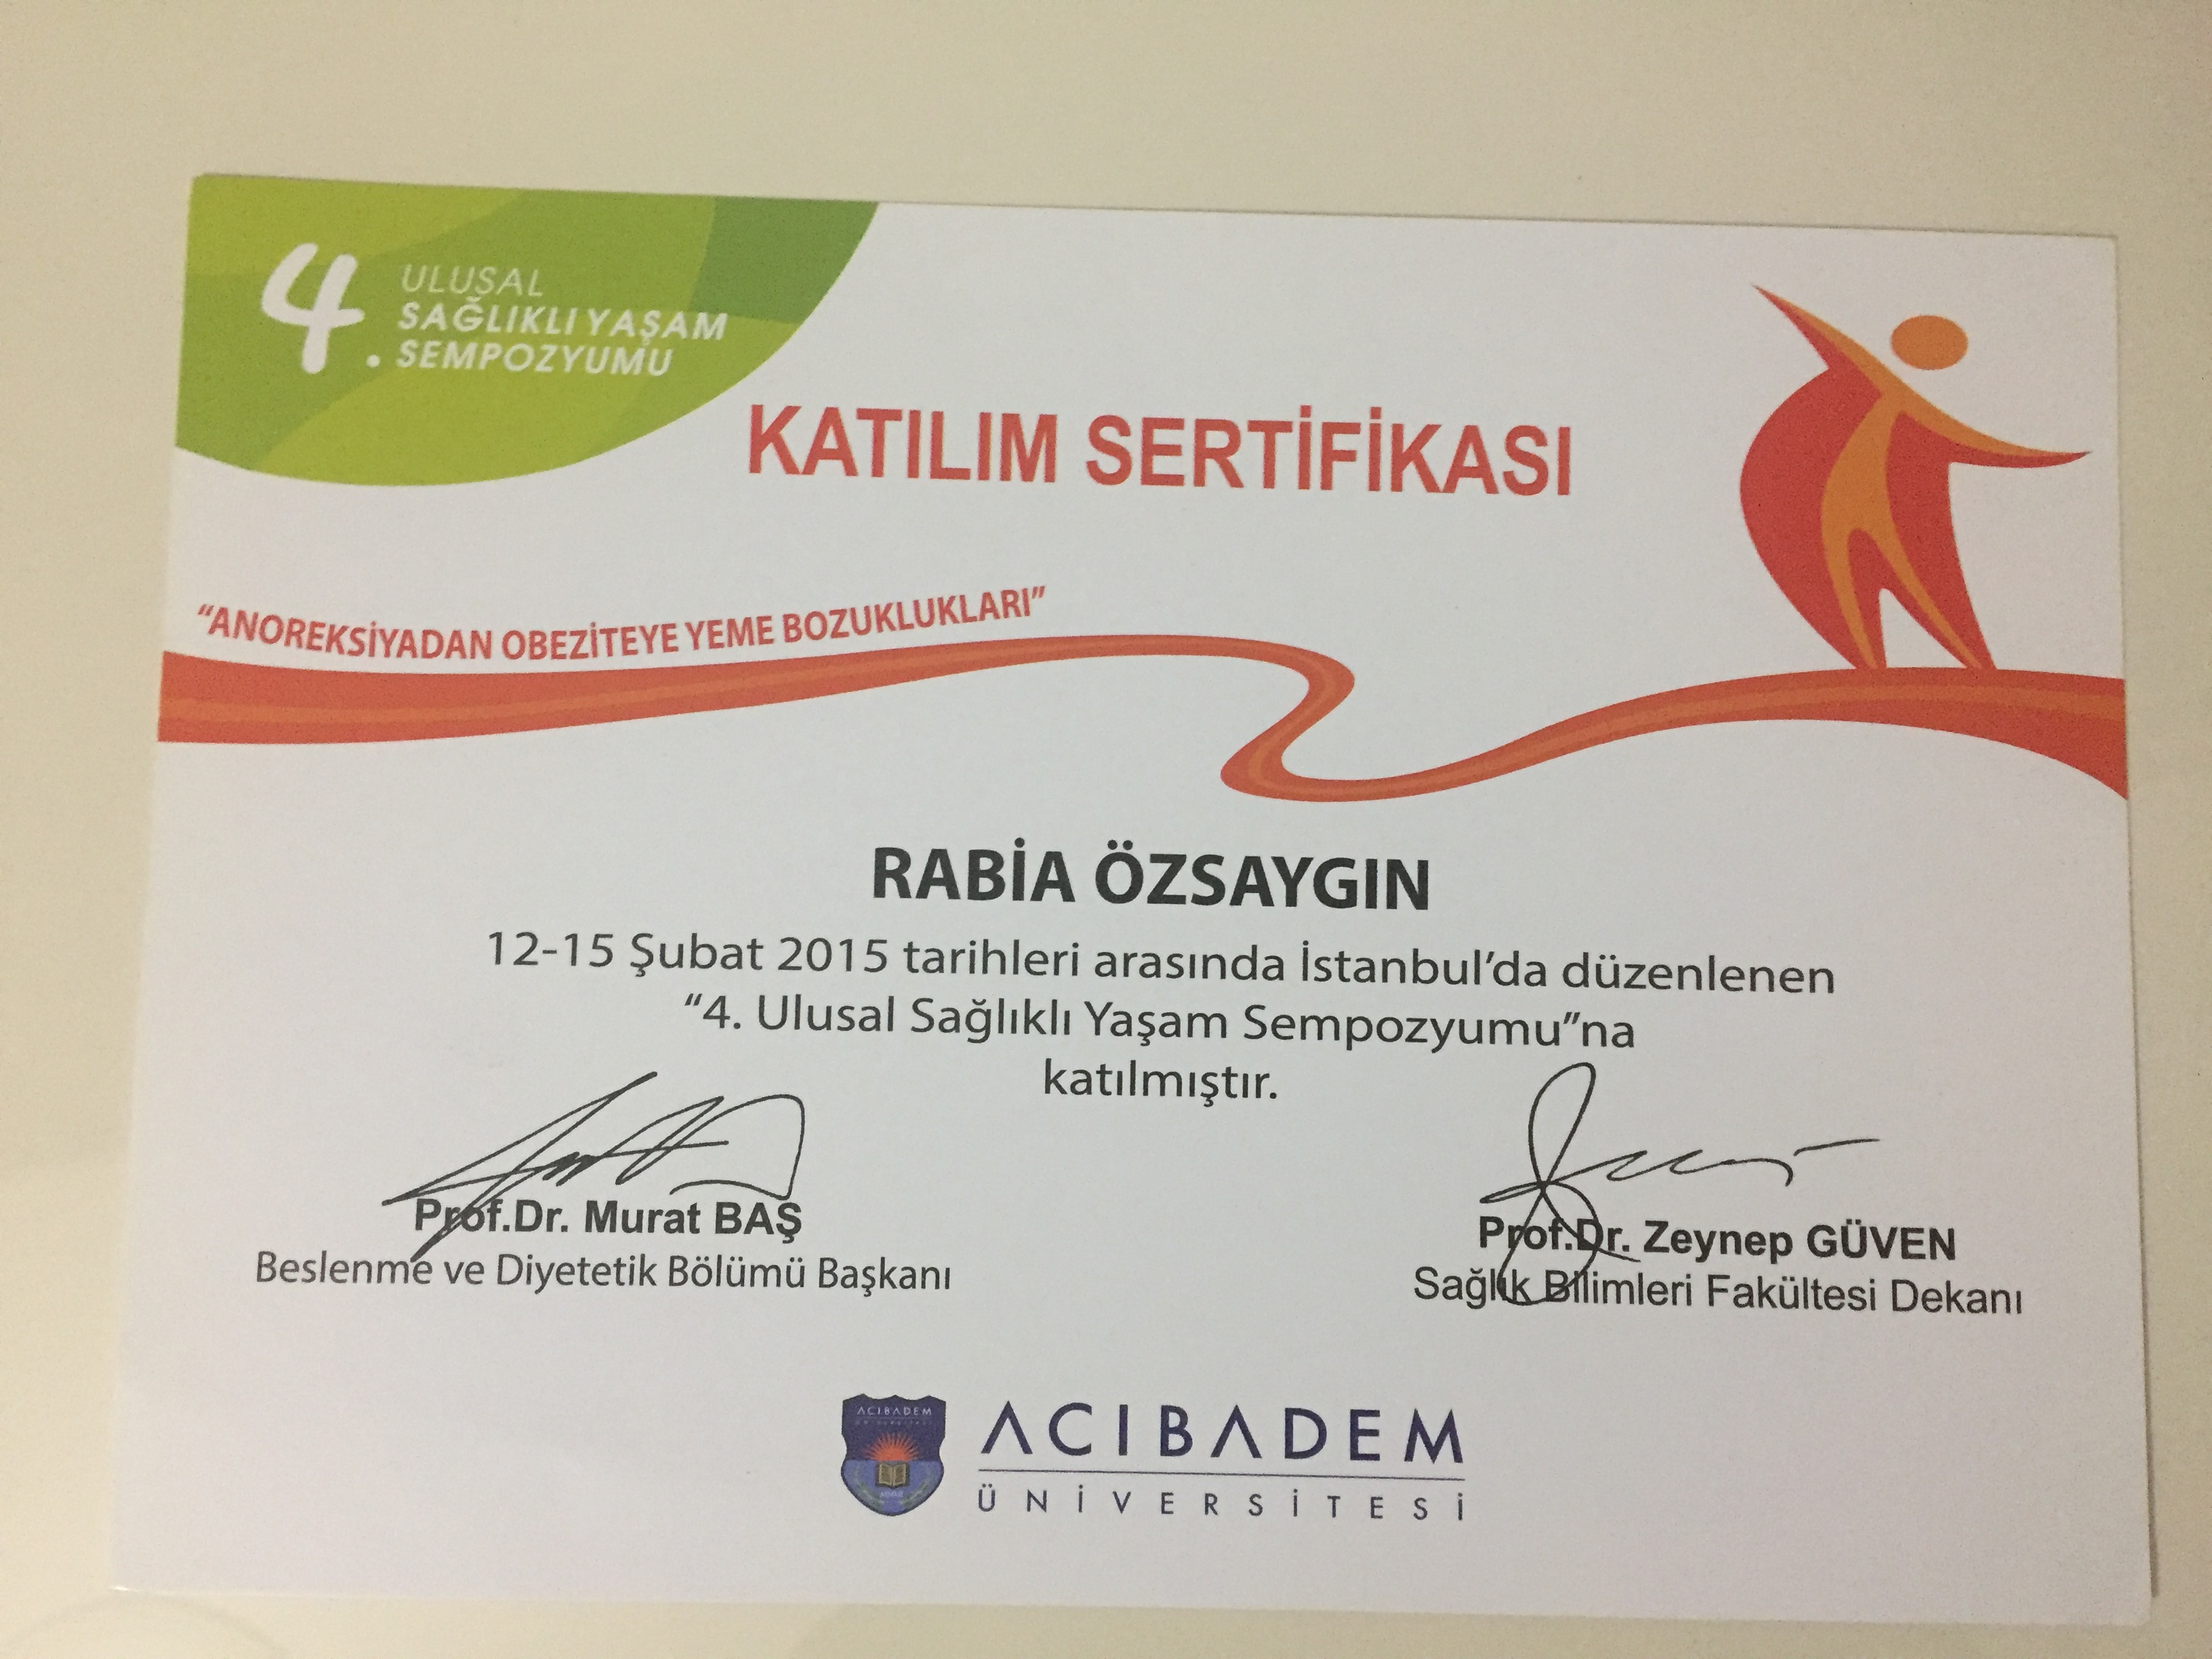 4. ULUSAL
SAĞLIKLI YAŞAM
SEMPOZYUMU
KATILIM SERTİFİKASI
“ANOREKSİYADAN OBEZİTEYE YEME BOZUKLUKLARI”
RABİA ÖZSAYGIN
12-15 Şubat 2015 tarihleri arasında İstanbul’da düzenlenen
“4. Ulusal Sağlıklı Yaşam Sempozyumu”na
katılmıştır.
Prof.Dr. Murat BAŞ
Beslenme ve Diyetetik Bölümü Başkanı
Prof.Dr. Zeynep GÜVEN
Sağlık Bilimleri Fakültesi Dekanı
ACIBADEM
ACIBADEM
ÜNİVERSİTESİ